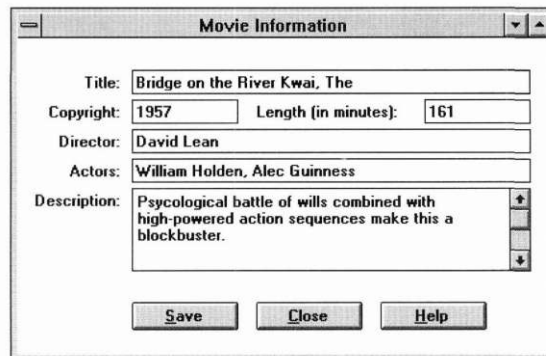 Movie Information
Title: Bridge on the River Kwai, The
Copyright: 1957 Length (in minutes): 161
Director: David Lean
Actors: William Holden, Alec Guinness
Description: Psycological battle of wills combined with
high-powered action sequences make this a
blockbuster.
Save Close Help